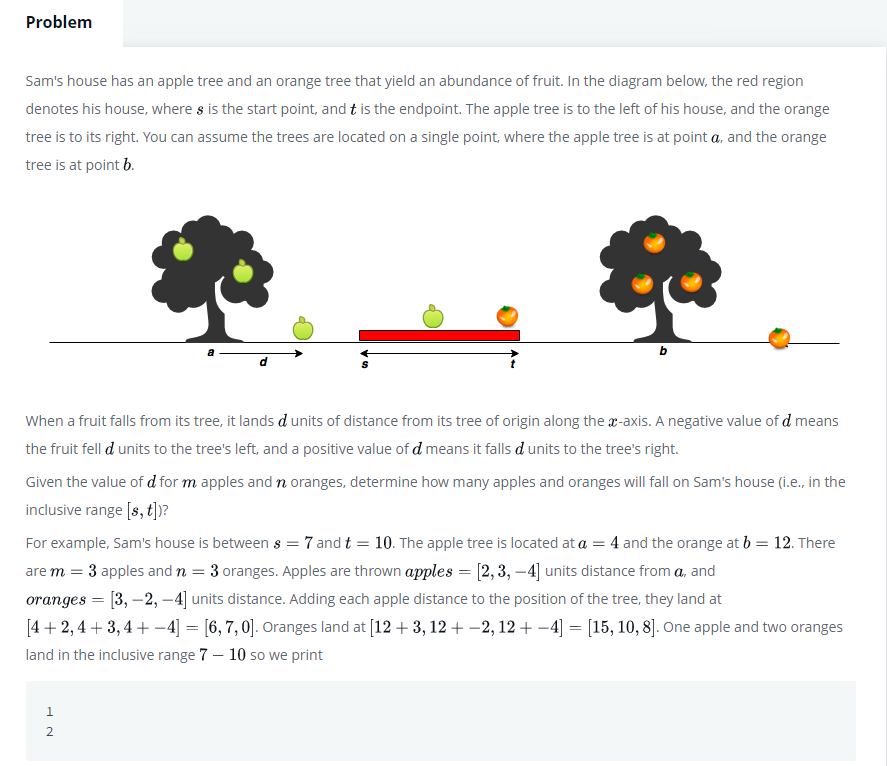 Problem
Sam's house has an apple tree and an orange tree that yield an abundance of fruit. In the diagram below, the red region
denotes his house, where s is the start point, and t is the endpoint. The apple tree is to the left of his house, and the orange
tree is to its right. You can assume the trees are located on a single point, where the apple tree is at point a, and the orange
tree is at point b.
a
b
d
s
t
When a fruit falls from its tree, it lands d units of distance from its tree of origin along the x-axis. A negative value of d means
the fruit fell d units to the tree's left, and a positive value of d means it falls d units to the tree's right.
Given the value of d for m apples and n oranges, determine how many apples and oranges will fall on Sam's house (i.e., in the
inclusive range [s, t])?
For example, Sam's house is between s = 7 and t = 10. The apple tree is located at a = 4 and the orange at b = 12. There
are m = 3 apples and n = 3 oranges. Apples are thrown apples = [2, 3, −4] units distance from a, and
oranges = [3, −2, −4] units distance. Adding each apple distance to the position of the tree, they land at
[4 + 2, 4 + 3, 4 + −4] = [6, 7, 0]. Oranges land at [12 + 3, 12 + −2, 12 + −4] = [15, 10, 8]. One apple and two oranges
land in the inclusive range 7 − 10 so we print
1
2